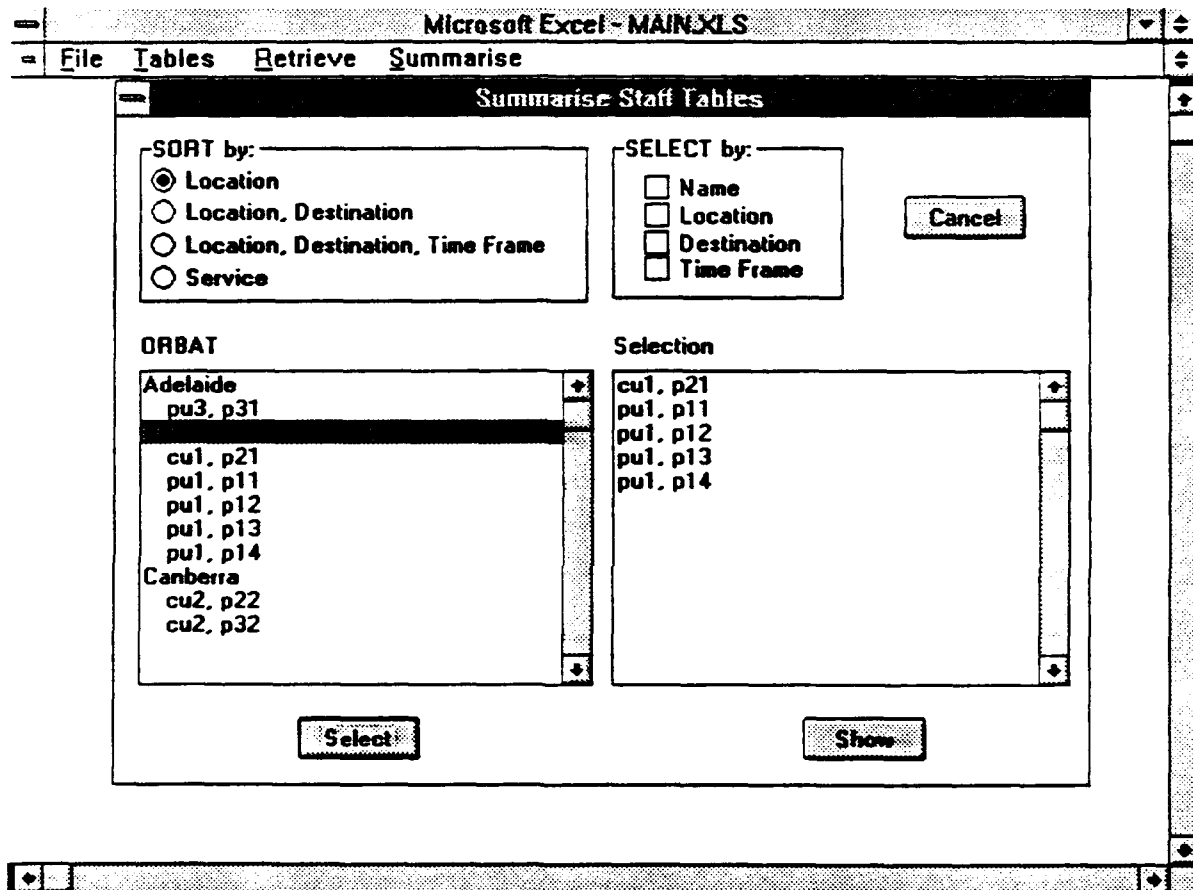 Microsoft Excel - MAIN.XLS
File Tables Retrieve Summarise
Summarise Staff Tables
SORT by:
Location
Location, Destination
Location, Destination, Time Frame
Service
SELECT by:
Name
Location
Destination
Time Frame
Cancel
ORBAT
Adelaide
pu3, p31
cu1, p21
pu1, p11
pu1, p12
pu1, p13
pu1, p14
Canberra
cu2, p22
cu2, p32
Selection
cu1, p21
pu1, p11
pu1, p12
pu1, p13
pu1, p14
Select
Show